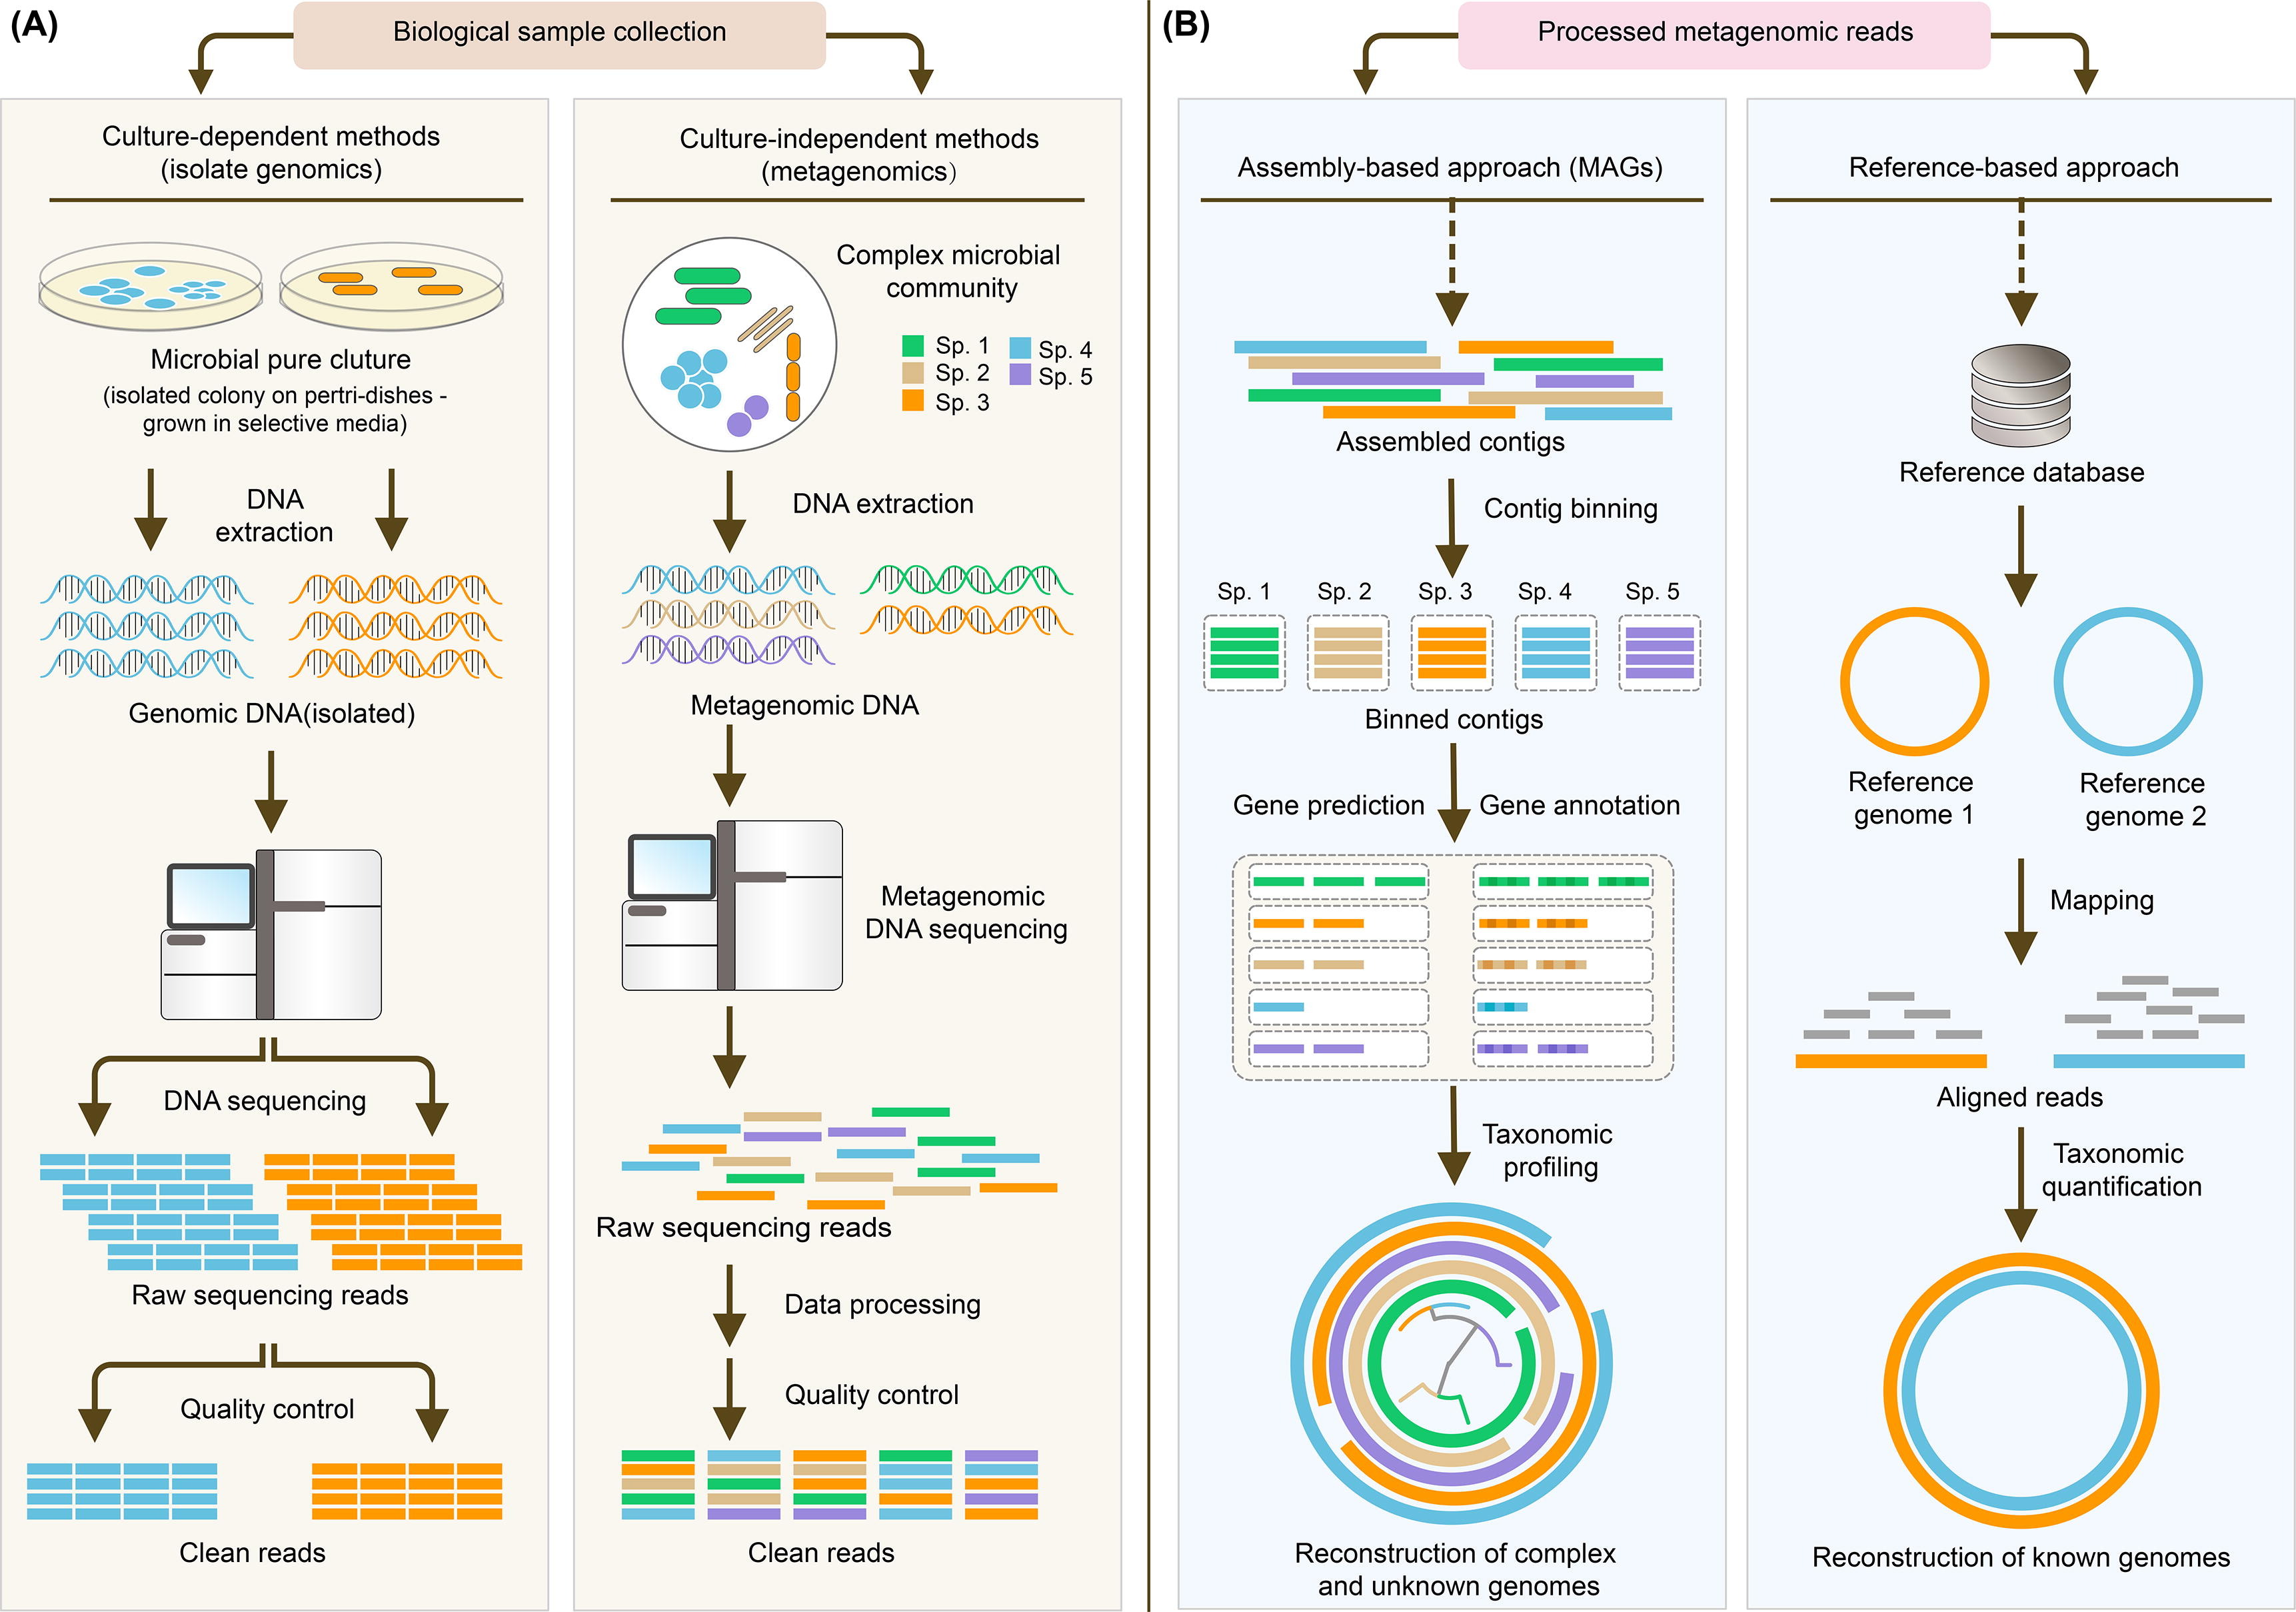 (A)
Biological sample collection
Culture-dependent methods
(isolate genomics)
Microbial pure cluture
(isolated colony on pertri-dishes -
grown in selective media)
DNA
extraction
Genomic DNA(isolated)
DNA sequencing
Raw sequencing reads
Quality control
Clean reads
Culture-independent methods
(metagenomics)
Complex microbial
community
Sp. 1
Sp. 2
Sp. 3
Sp. 4
Sp. 5
DNA extraction
Metagenomic DNA
Metagenomic
DNA sequencing
Raw sequencing reads
Data processing
Quality control
Clean reads
(B)
Processed metagenomic reads
Assembly-based approach (MAGs)
Assembled contigs
Contig binning
Sp. 1 Sp. 2 Sp. 3 Sp. 4 Sp. 5
Binned contigs
Gene prediction
Gene annotation
Taxonomic
profiling
Reconstruction of complex
and unknown genomes
Reference-based approach
Reference database
Reference
genome 1
Reference
genome 2
Mapping
Aligned reads
Taxonomic
quantification
Reconstruction of known genomes